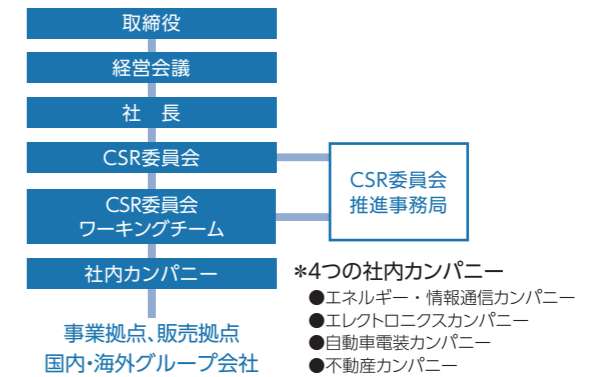 取締役
経営会議
社　長
CSR委員会
CSR委員会
推進事務局
CSR委員会
ワーキングチーム
社内カンパニー
事業拠点、販売拠点
国内・海外グループ会社
＊4つの社内カンパニー
●エネルギー・情報通信カンパニー
●エレクトロニクスカンパニー
●自動車電装カンパニー
●不動産カンパニー